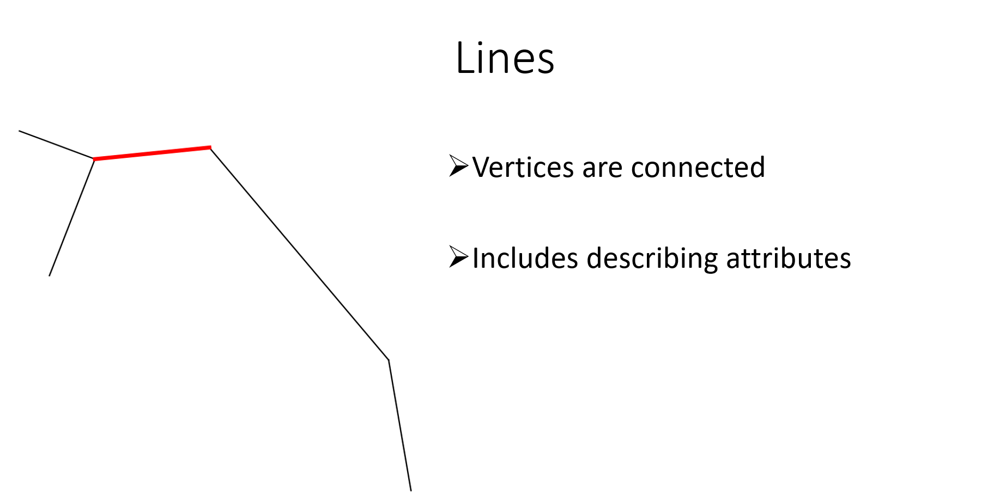 Lines
➢Vertices are connected
➢Includes describing attributes